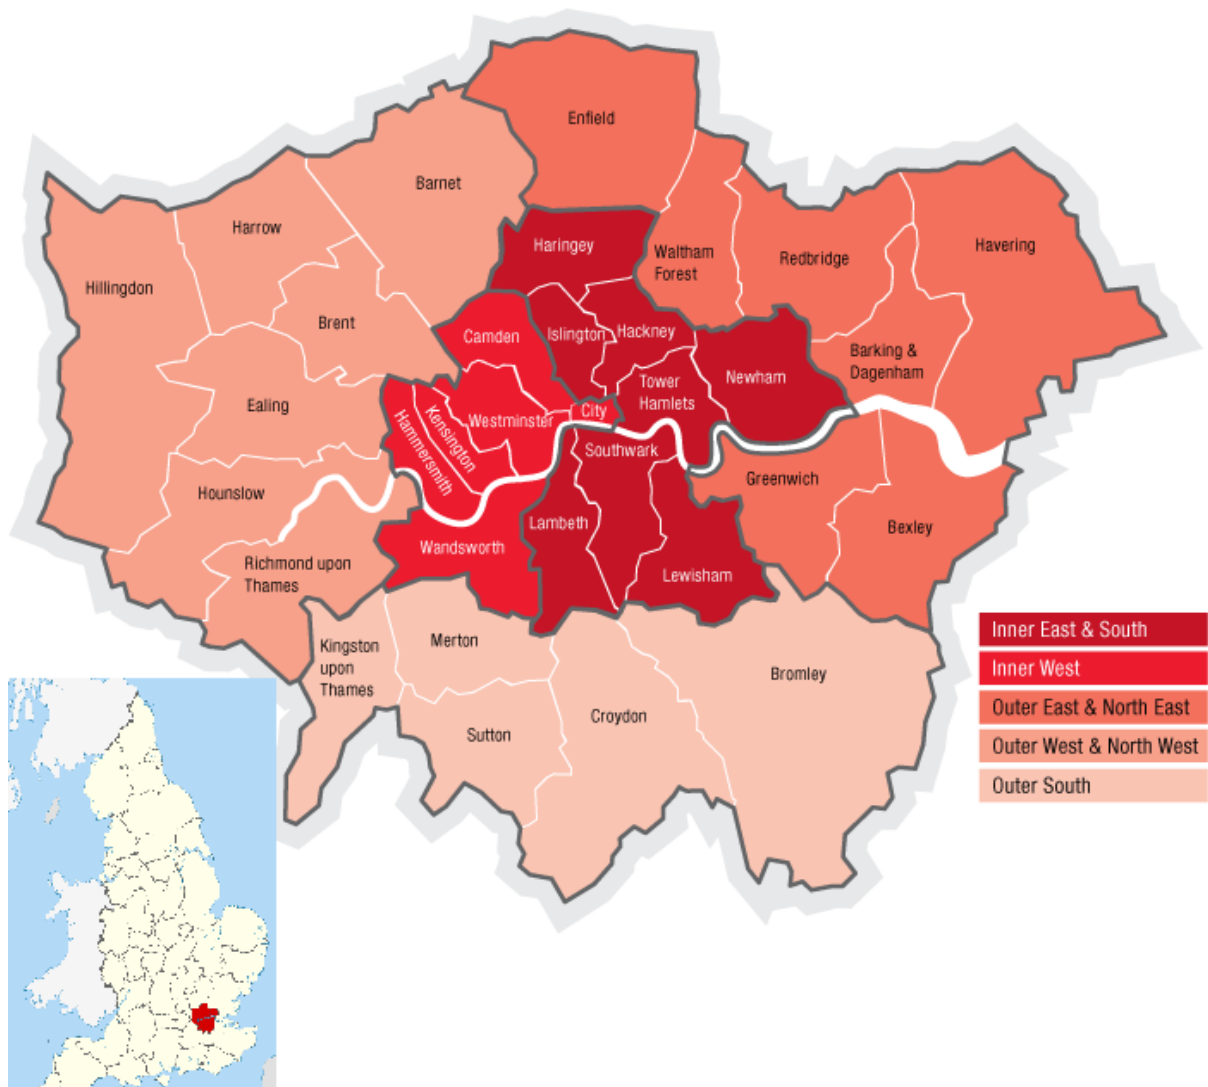 Enfield
Barnet
Harrow
Haringey
Waltham
Forest
Redbridge
Havering
Hillingdon
Brent
Camden
Islington
Hackney
Barking &
Dagenham
Tower
Hamlets
Newham
Ealing
Hammersmith
Kensington
Westminster
City
Southwark
Greenwich
Hounslow
Lambeth
Bexley
Wandsworth
Richmond upon
Thames
Lewisham
Kingston
upon
Thames
Merton
Bromley
Sutton
Croydon
Inner East & South
Inner West
Outer East & North East
Outer West & North West
Outer South